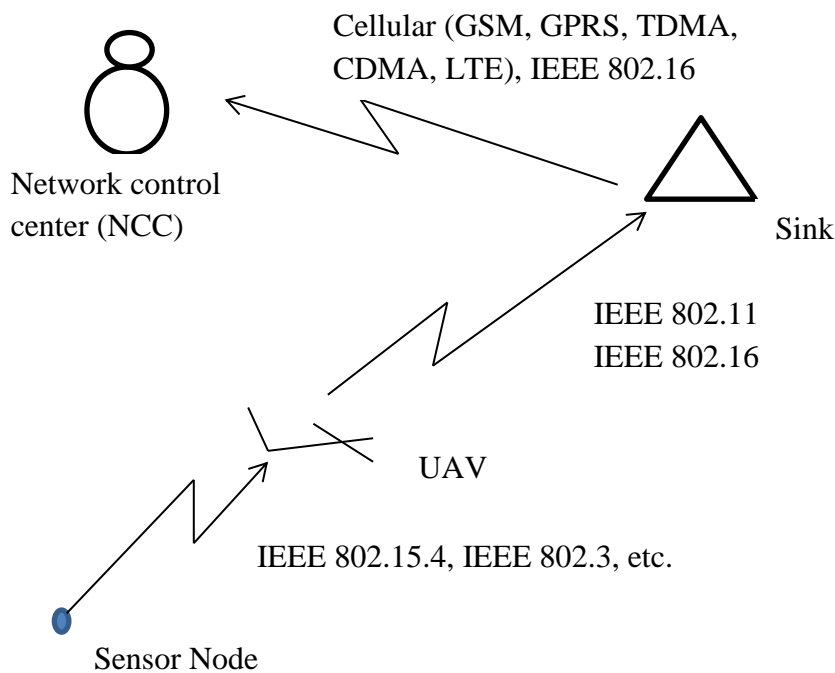 Cellular (GSM, GPRS, TDMA,
CDMA, LTE), IEEE 802.16
Network control
center (NCC)
Sink
IEEE 802.11
IEEE 802.16
UAV
IEEE 802.15.4, IEEE 802.3, etc.
Sensor Node